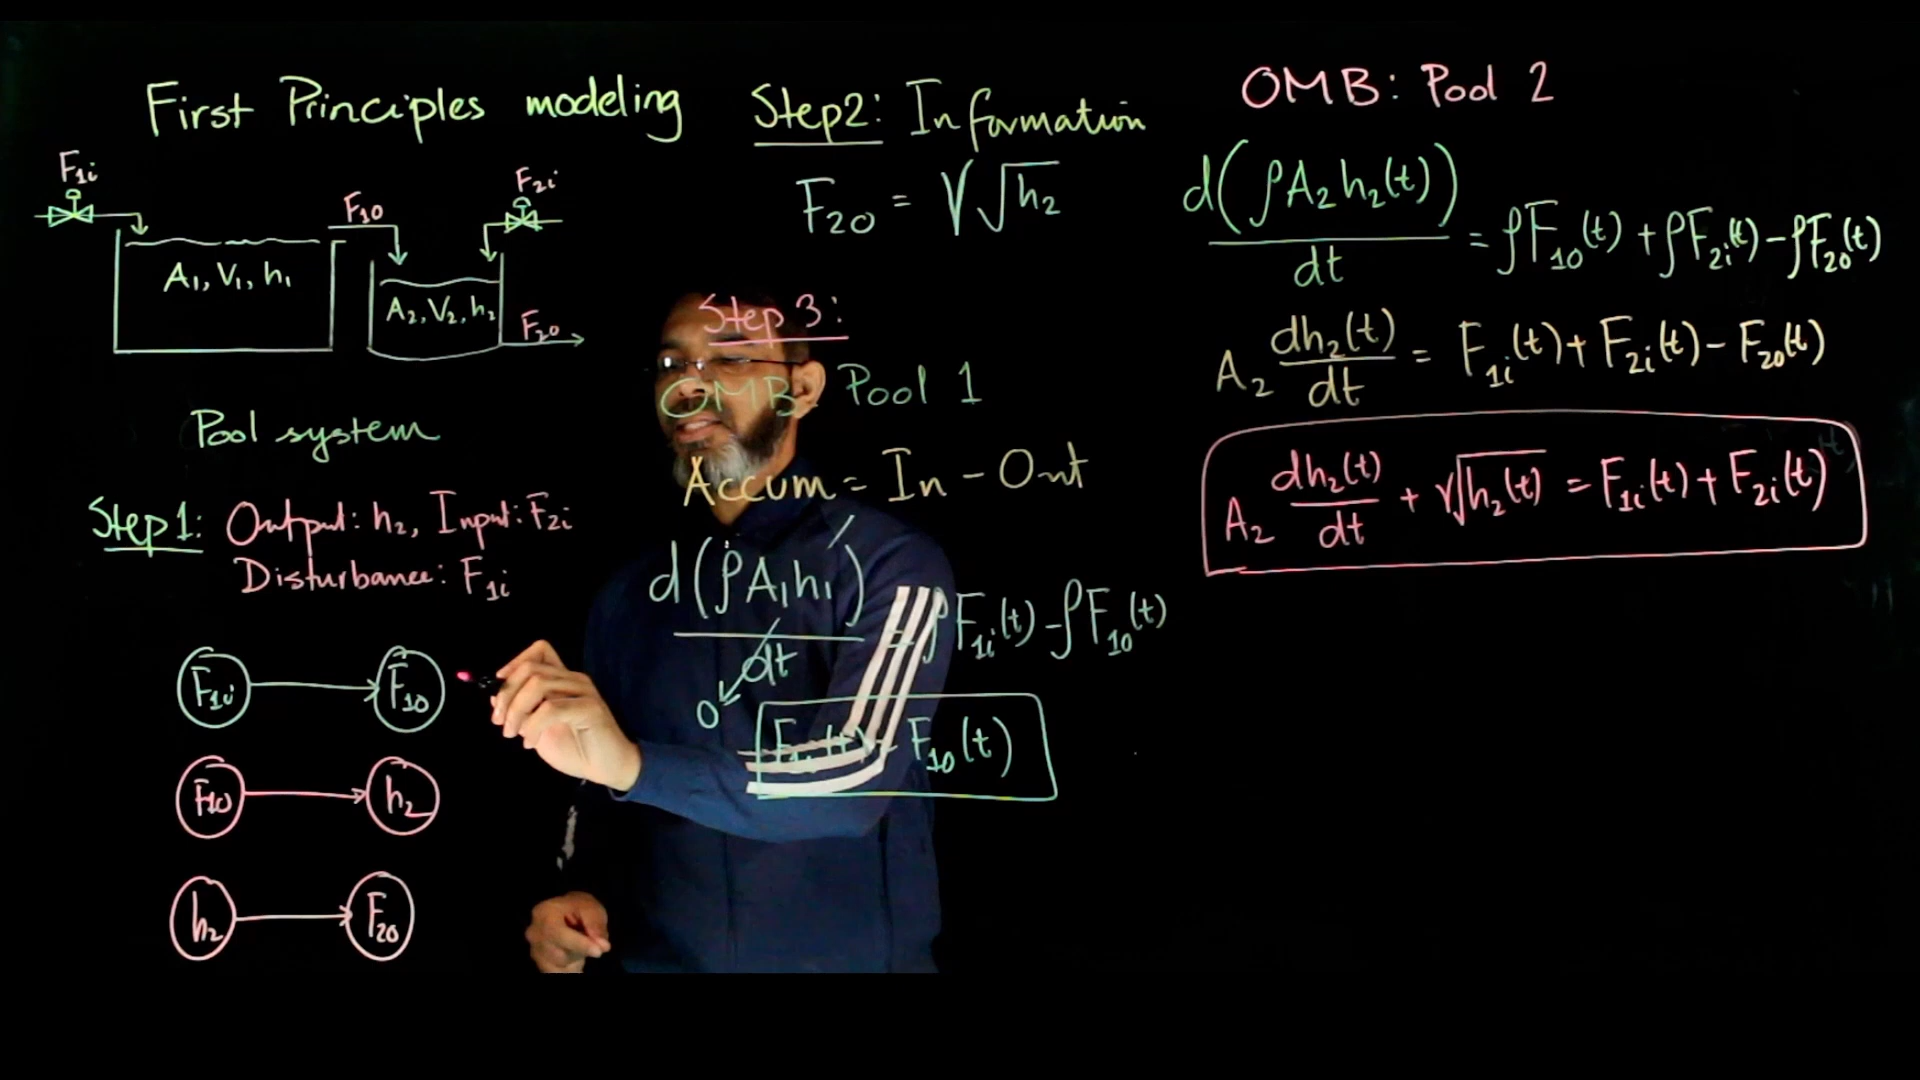 First Principles modeling
F1i
F10
F2i
A1, V1, h1
A2, V2, h2
F20
Pool system
Step 1: Output: h2, Input: F2i
Disturbance: F1i
F1i → F10
F10 → h2
h2 → F20
Step2: Information
F20 = γ√h2
Step 3:
OMB: Pool 1
Accum = In - Out
d(ρA1h1)/dt = ρF1i(t) - ρF10(t)
0
F1i(t) = F10(t)
OMB: Pool 2
d(ρA2h2(t))/dt = ρF10(t) + ρF2i(t) - ρF20(t)
A2 dh2(t)/dt = F1i(t) + F2i(t) - F20(t)
A2 dh2(t)/dt + γ√h2(t) = F1i(t) + F2i(t)